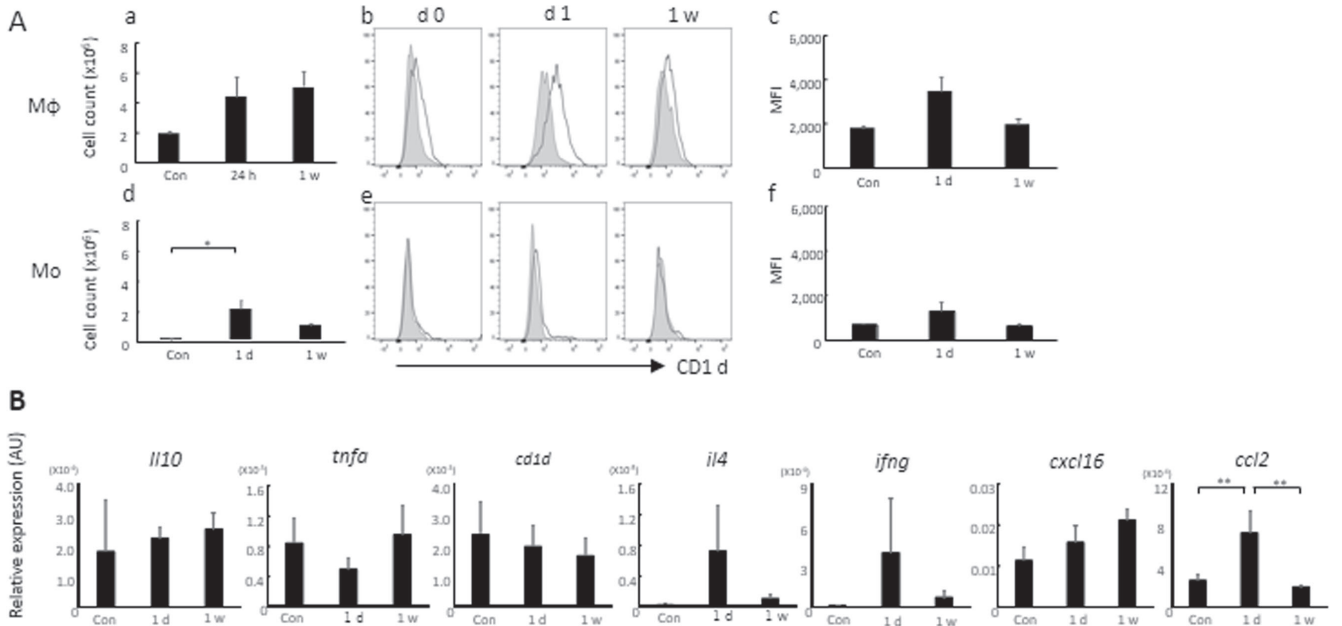 A
a
b
d 0
d 1
1 w
c
Mϕ
Cell count (x10⁶)
8
6
4
2
0
Con
24 h
1 w
MFI
6,000
4,000
2,000
0
Con
1 d
1 w
d
e
f
Mo
Cell count (x10⁶)
8
6
4
2
0
*
Con
1 d
1 w
CD1 d
MFI
6,000
4,000
2,000
0
Con
1 d
1 w
B
Relative expression (AU)
Il10
4.0
3.0
2.0
1.0
0
Con
1 d
1 w
tnfa
1.6
1.2
0.8
0.4
0
Con
1 d
1 w
cd1d
4.0
3.0
2.0
1.0
0
Con
1 d
1 w
il4
1.6
1.2
0.8
0.4
0
Con
1 d
1 w
ifng
9
6
3
0
Con
1 d
1 w
cxcl16
0.03
0.02
0.01
0
Con
1 d
1 w
ccl2
12
8
4
0
**
**
Con
1 d
1 w